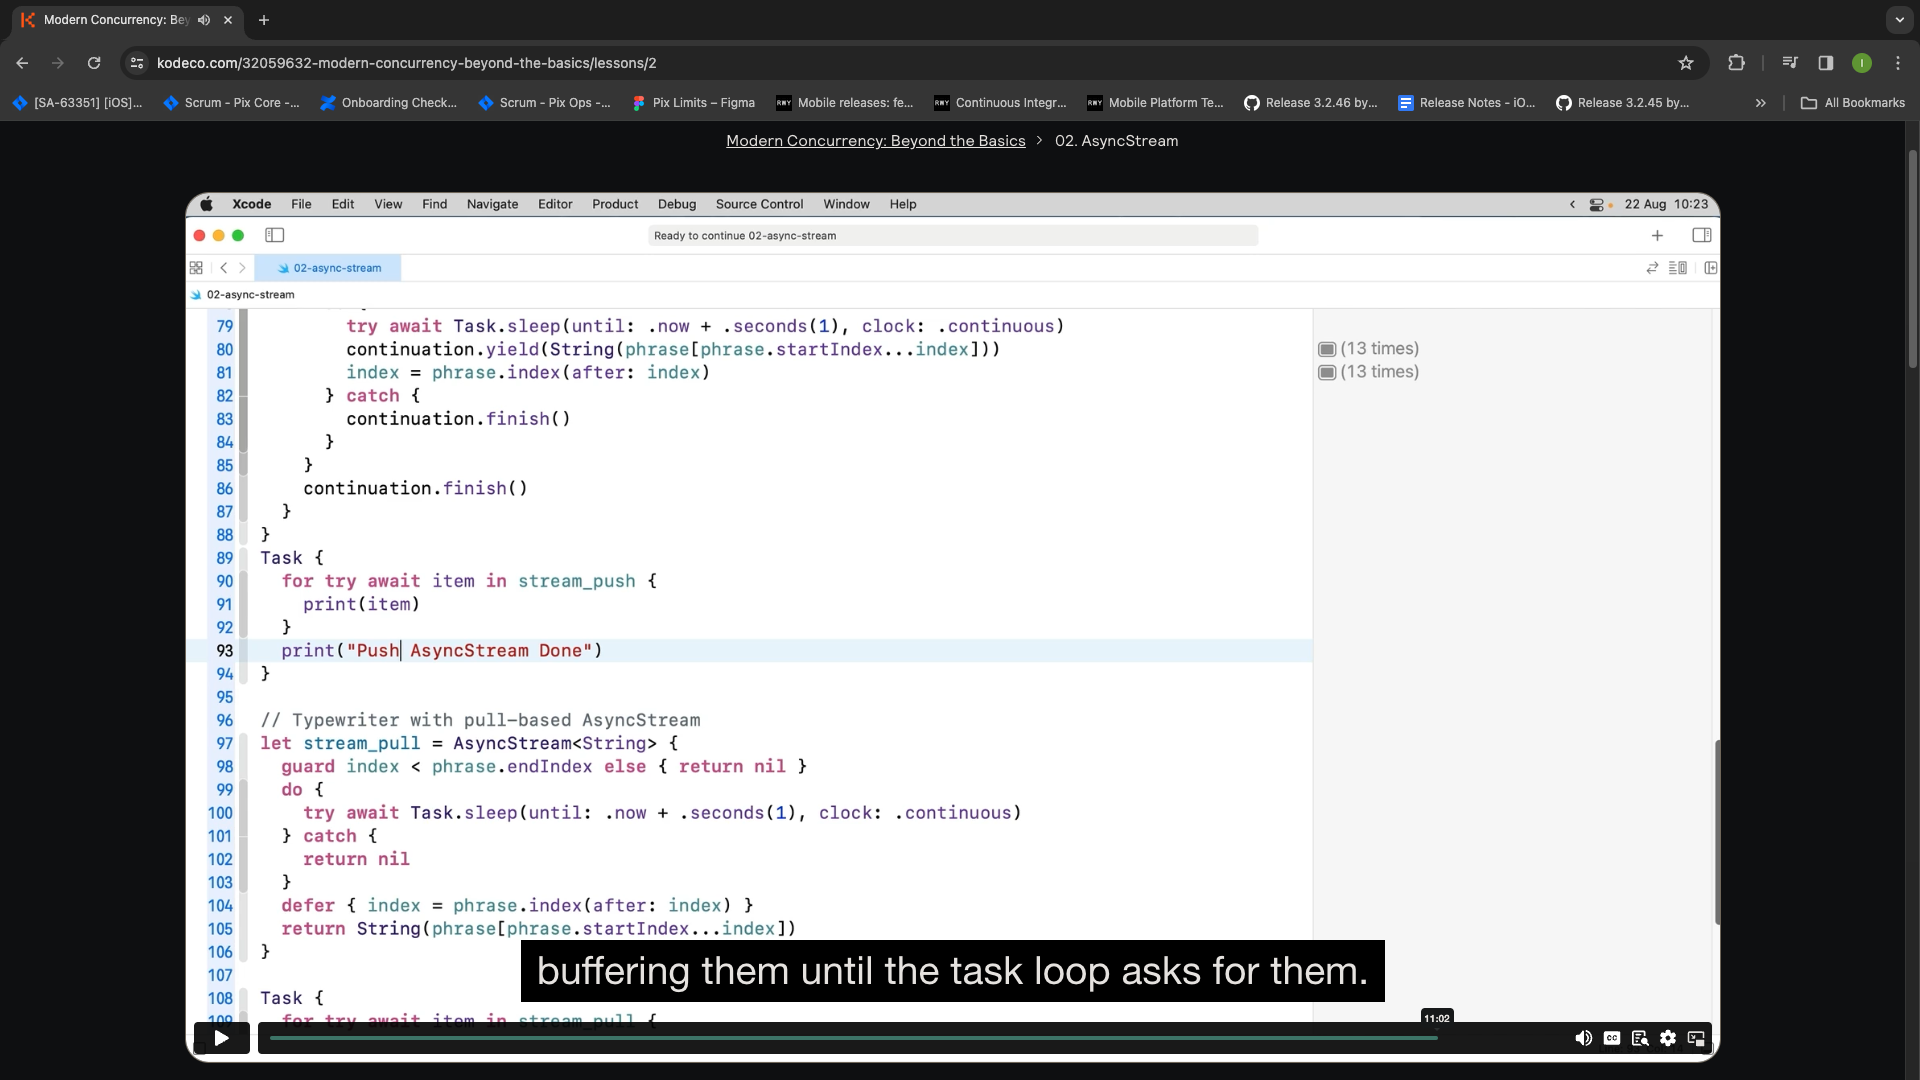 Modern Concurrency: Bey
kodeco.com/32059632-modern-concurrency-beyond-the-basics/lessons/2
[SA-63351] [iOS]...
Scrum - Pix Core -...
Onboarding Check...
Scrum - Pix Ops -...
Pix Limits – Figma
RWY Mobile releases: fe...
RWY Continuous Integr...
RWY Mobile Platform Te...
Release 3.2.46 by...
Release Notes - iO...
Release 3.2.45 by...
All Bookmarks
Modern Concurrency: Beyond the Basics > 02. AsyncStream
Xcode File Edit View Find Navigate Editor Product Debug Source Control Window Help
22 Aug 10:23
Ready to continue 02-async-stream
02-async-stream
02-async-stream
79 try await Task.sleep(until: .now + .seconds(1), clock: .continuous)
80 continuation.yield(String(phrase[phrase.startIndex...index])) (13 times)
81 index = phrase.index(after: index) (13 times)
82 } catch {
83 continuation.finish()
84 }
85 }
86 continuation.finish()
87 }
88 }
89 Task {
90 for try await item in stream_push {
91 print(item)
92 }
93 print("Push AsyncStream Done")
94 }
95
96 // Typewriter with pull-based AsyncStream
97 let stream_pull = AsyncStream<String> {
98 guard index < phrase.endIndex else { return nil }
99 do {
100 try await Task.sleep(until: .now + .seconds(1), clock: .continuous)
101 } catch {
102 return nil
103 }
104 defer { index = phrase.index(after: index) }
105 return String(phrase[phrase.startIndex...index])
106 }
107
108 Task {
109 for try await item in stream_pull {
buffering them until the task loop asks for them.
11:02
CC